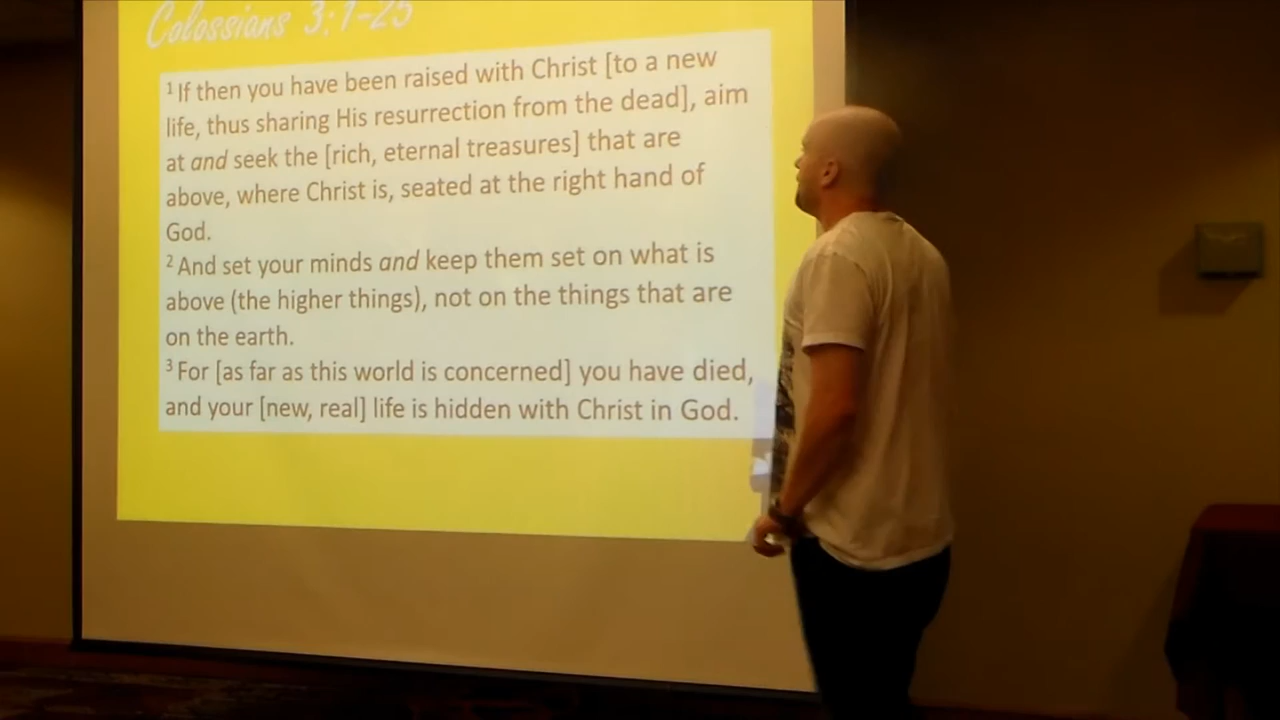 Colossians 3:1-25
1 If then you have been raised with Christ [to a new
life, thus sharing His resurrection from the dead], aim
at and seek the [rich, eternal treasures] that are
above, where Christ is, seated at the right hand of
God.
2 And set your minds and keep them set on what is
above (the higher things), not on the things that are
on the earth.
3 For [as far as this world is concerned] you have died,
and your [new, real] life is hidden with Christ in God.